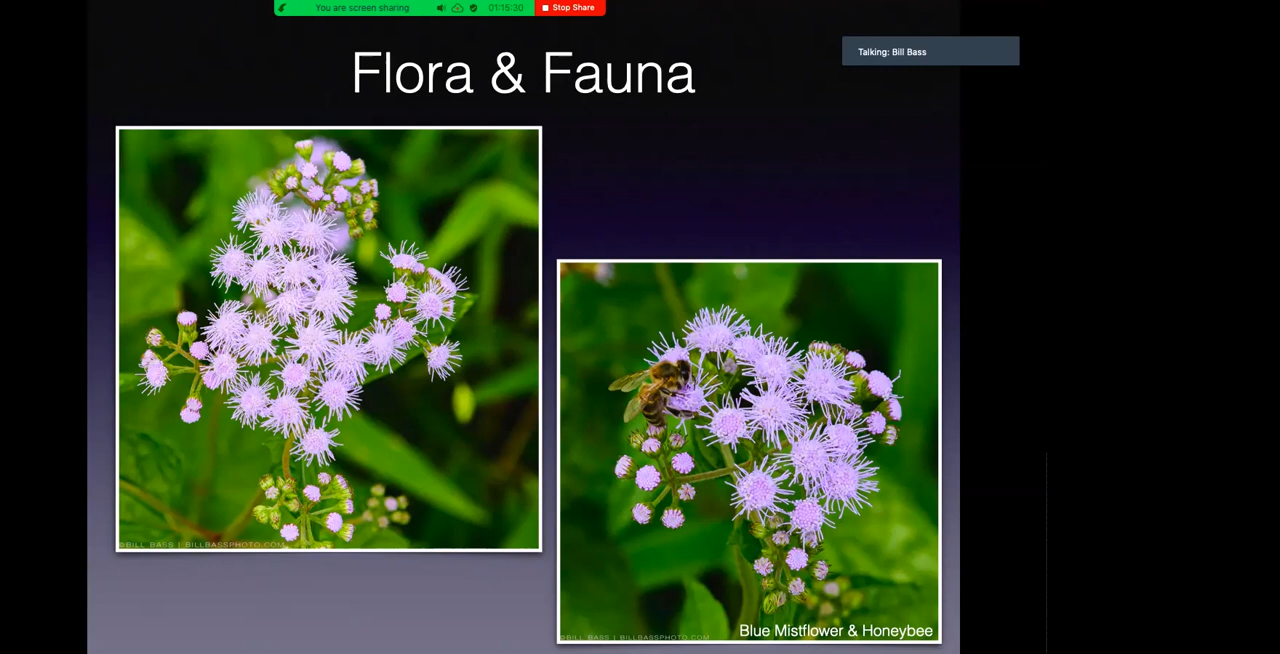 You are screen sharing
01:15:30
Stop Share
Talking: Bill Bass
Flora & Fauna
©BILL BASS | BILLBASSPHOTO.COM
©BILL BASS | BILLBASSPHOTO.COM
Blue Mistflower & Honeybee